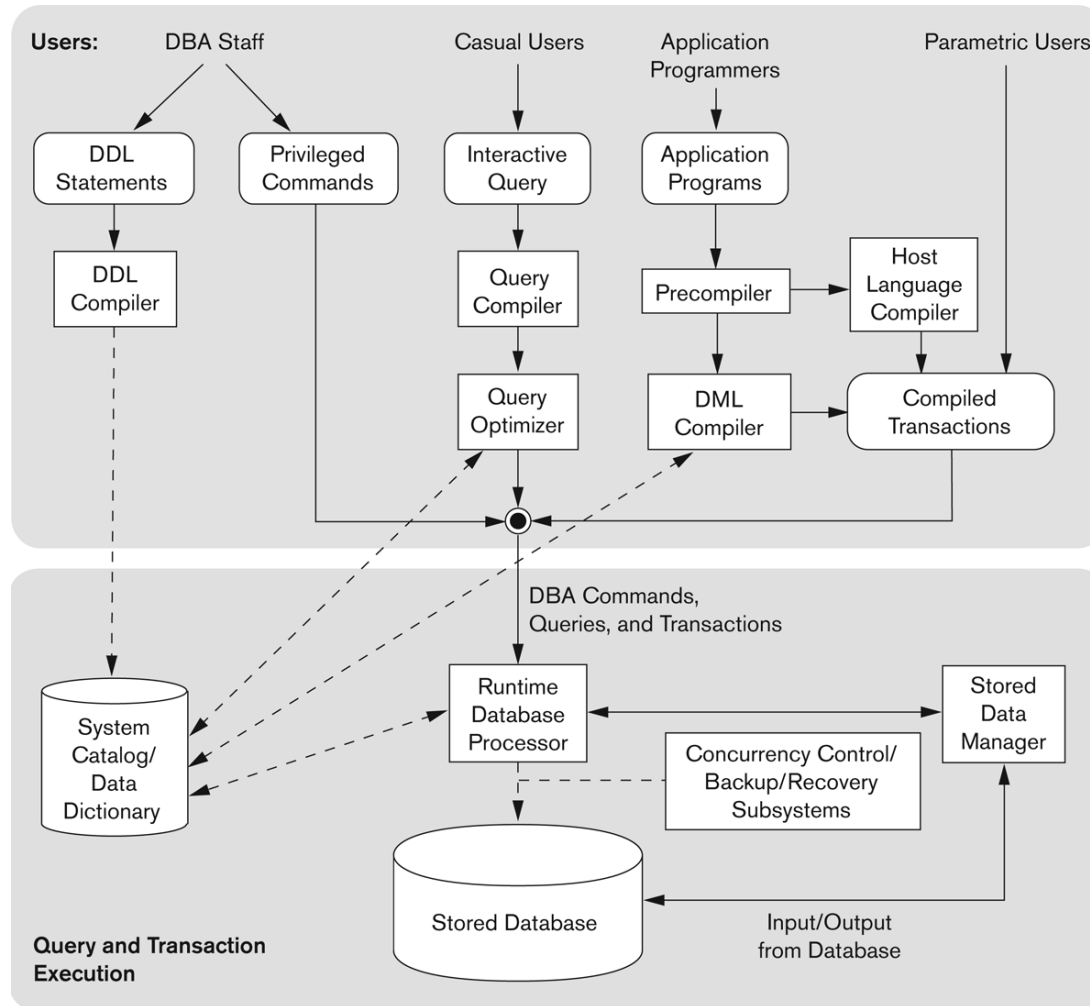 Users:
DBA Staff
Casual Users
Application
Programmers
Parametric Users
DDL
Statements
Privileged
Commands
Interactive
Query
Application
Programs
DDL
Compiler
Query
Compiler
Precompiler
Host
Language
Compiler
Query
Optimizer
DML
Compiler
Compiled
Transactions
DBA Commands,
Queries, and Transactions
System
Catalog/
Data
Dictionary
Runtime
Database
Processor
Stored
Data
Manager
Concurrency Control/
Backup/Recovery
Subsystems
Stored Database
Input/Output
from Database
Query and Transaction
Execution